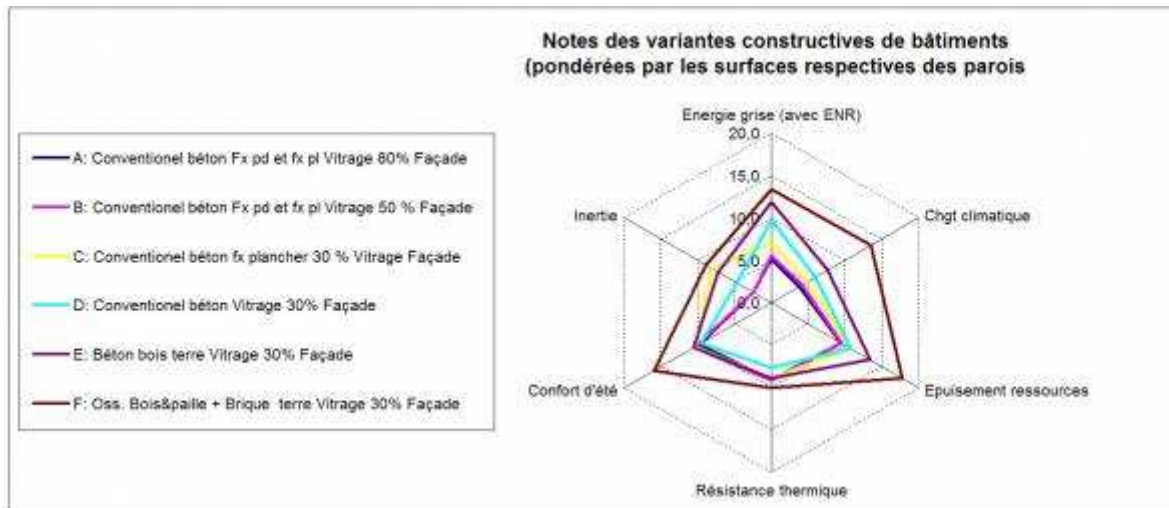 Notes des variantes constructives de bâtiments
(pondérées par les surfaces respectives des parois
A: Conventionel béton Fx pd et fx pl Vitrage 80% Façade
B: Conventionel béton Fx pd et fx pl Vitrage 50 % Façade
C: Conventionel béton fx plancher 30 % Vitrage Façade
D: Conventionel béton Vitrage 30% Façade
E: Béton bois terre Vitrage 30% Façade
F: Oss. Bois&paille + Brique terre Vitrage 30% Façade
Energie grise (avec ENR)
20,0
15,0
10,0
5,0
0,0
Inertie
Chgt climatique
Confort d'été
Epuisement ressources
Résistance thermique